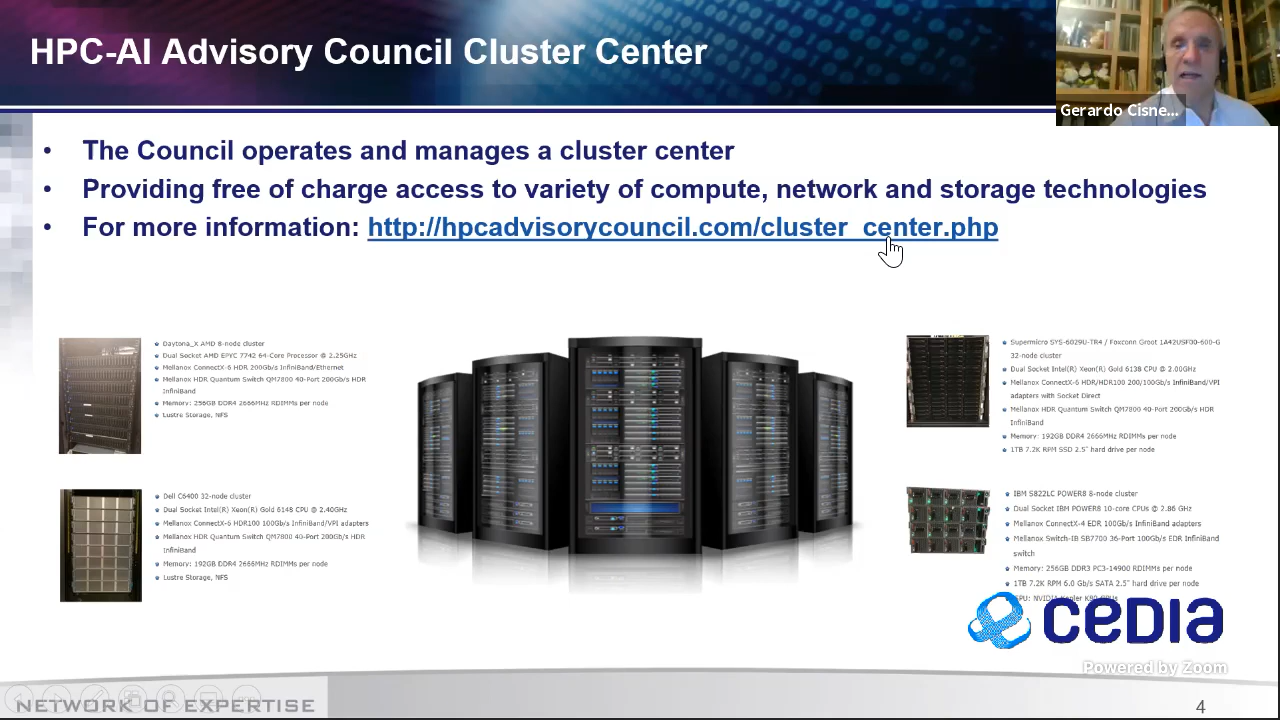 HPC-AI Advisory Council Cluster Center
Gerardo Cisne...
• The Council operates and manages a cluster center
• Providing free of charge access to variety of compute, network and storage technologies
• For more information: http://hpcadvisorycouncil.com/cluster_center.php
Daytona_X AMD 8-node cluster
Dual Socket AMD EPYC 7742 64-Core Processor @ 2.25GHz
Mellanox ConnectX-6 HDR 200Gb/s InfiniBand/Ethernet
Mellanox HDR Quantum Switch QM7800 40-Port 200Gb/s HDR
InfiniBand
Memory: 256GB DDR4 2666MHz RDIMMs per node
Lustre Storage, NFS
Dell C6400 32-node cluster
Dual Socket Intel(R) Xeon(R) Gold 6148 CPU @ 2.40GHz
Mellanox ConnectX-6 HDR100 100Gb/s InfiniBand/VPI adapters
Mellanox HDR Quantum Switch QM7800 40-Port 200Gb/s HDR
InfiniBand
Memory: 192GB DDR4 2666MHz RDIMMs per node
Lustre Storage, NFS
Supermicro SYS-6029U-TR4 / Foxconn Groot 1A42USF00-600-G
32-node cluster
Dual Socket Intel(R) Xeon(R) Gold 6138 CPU @ 2.00GHz
Mellanox ConnectX-6 HDR/HDR100 200/100Gb/s InfiniBand/VPI
adapters with Socket Direct
Mellanox HDR Quantum Switch QM7800 40-Port 200Gb/s HDR
InfiniBand
Memory: 192GB DDR4 2666MHz RDIMMs per node
1TB 7.2K RPM SSD 2.5" hard drive per node
IBM S822LC POWER8 8-node cluster
Dual Socket IBM POWER8 10-core CPUs @ 2.86 GHz
Mellanox ConnectX-4 EDR 100Gb/s InfiniBand adapters
Mellanox Switch-IB SB7700 36-Port 100Gb/s EDR InfiniBand
switch
Memory: 256GB DDR3 PC3-14900 RDIMMs per node
1TB 7.2K RPM 6.0 Gb/s SATA 2.5" hard drive per node
GPU: NVIDIA Kepler K80 GPUs
CEDIA
Powered by Zoom
NETWORK OF EXPERTISE
4